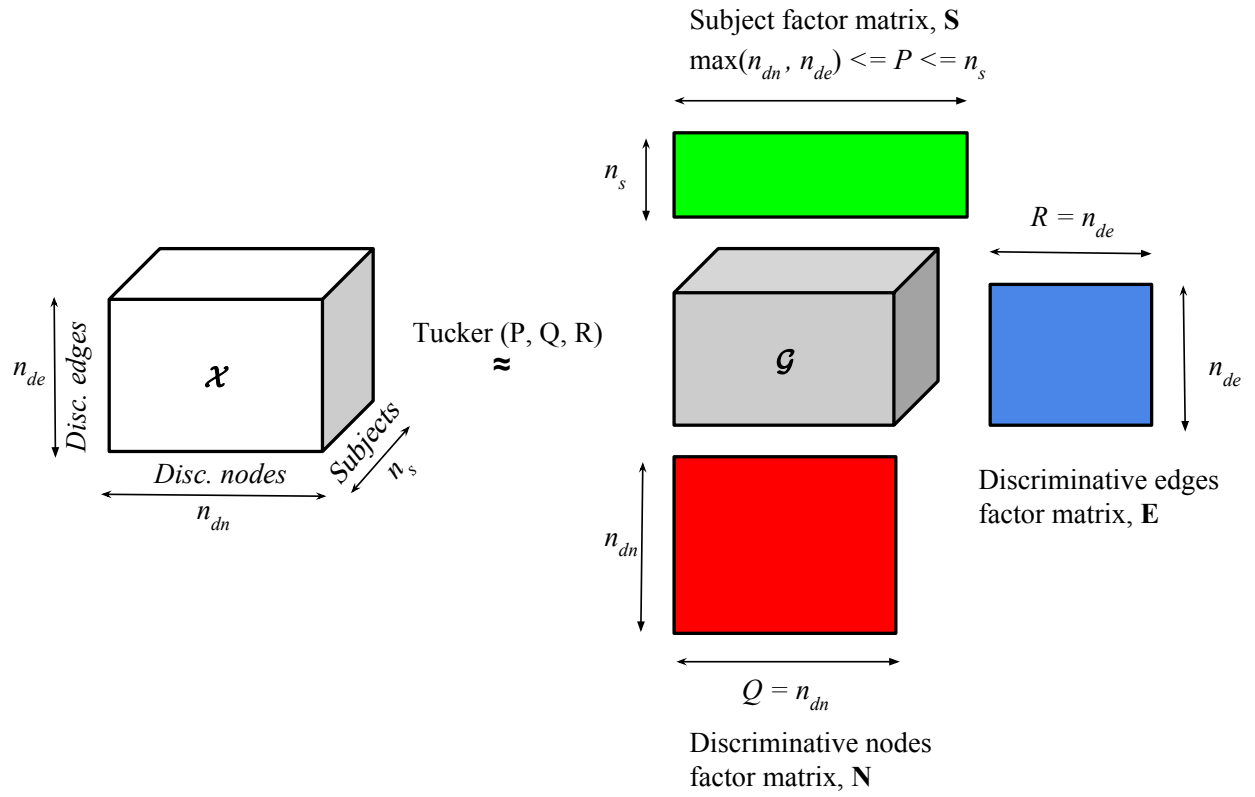 Subject factor matrix, S
max(n_dn , n_de) <= P <= n_s
n_s
R = n_de
n_de
Disc. edges
𝓧
Tucker (P, Q, R)
≈
𝓖
n_de
Subjects
n_s
Disc. nodes
n_dn
Discriminative edges
factor matrix, E
n_dn
Q = n_dn
Discriminative nodes
factor matrix, N